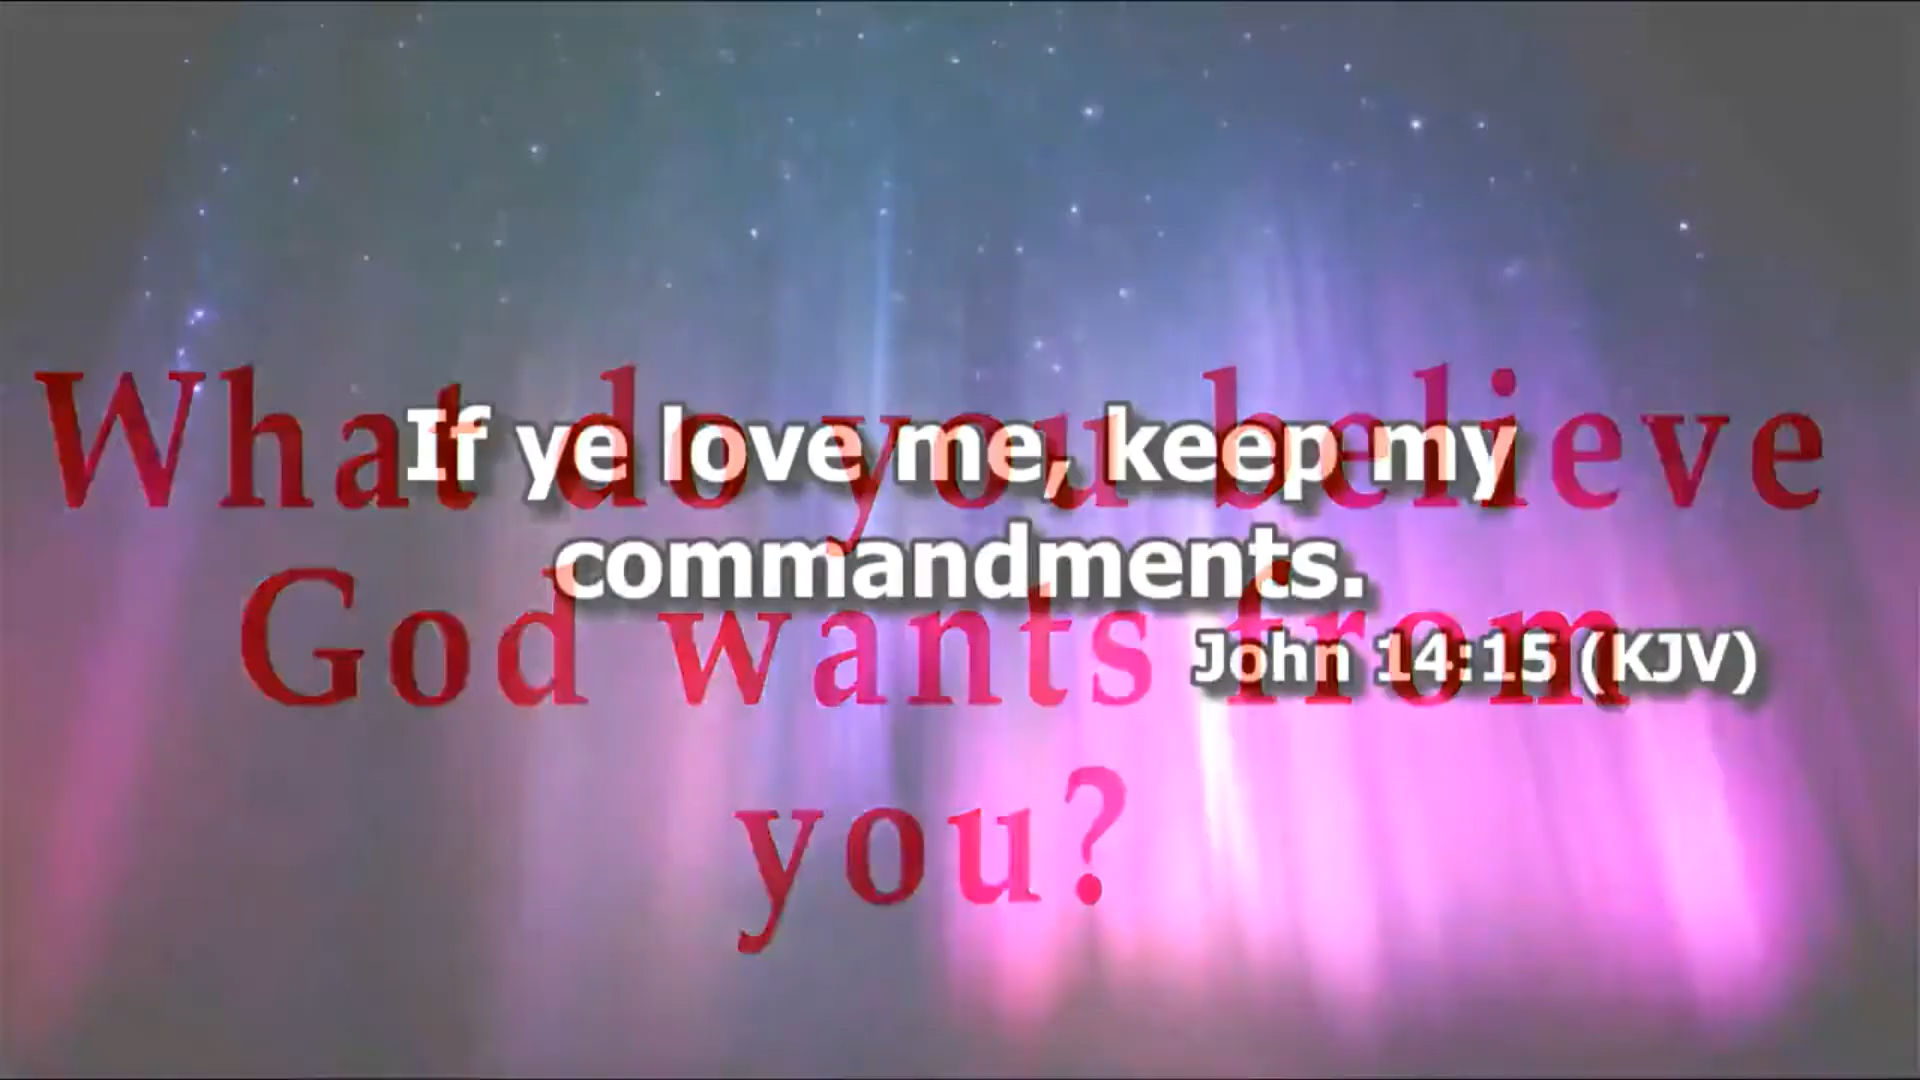 What do you believe
God wants from
you?
If ye love me, keep my
commandments.
John 14:15 (KJV)